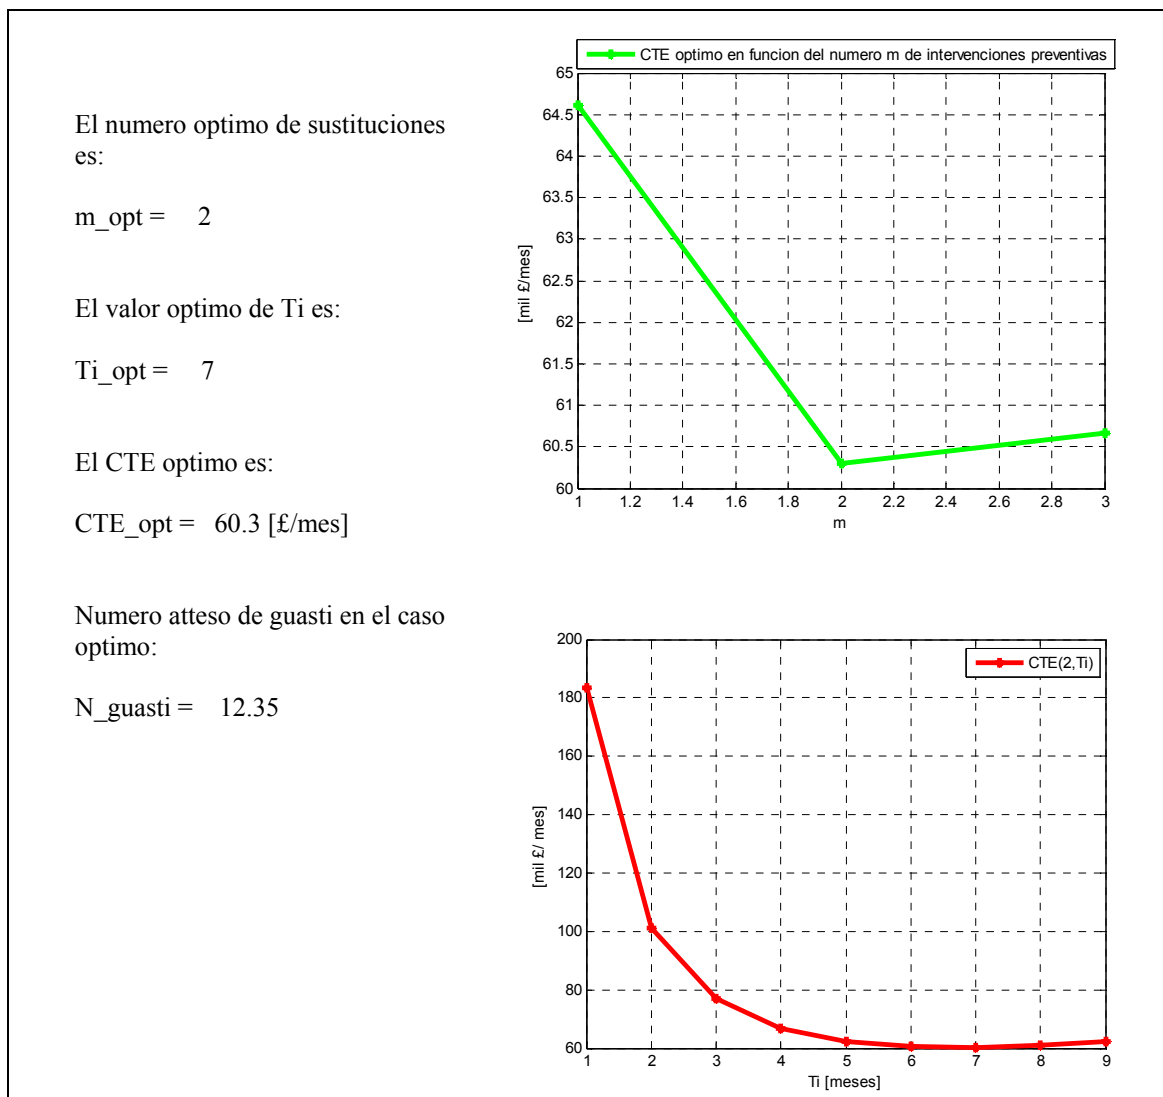 El numero optimo de sustituciones
es:
m_opt = 2
El valor optimo de Ti es:
Ti_opt = 7
El CTE optimo es:
CTE_opt = 60.3 [£/mes]
Numero atteso de guasti en el caso
optimo:
N_guasti = 12.35
CTE optimo en funcion del numero m de intervenciones preventivas
65
64.5
64
63.5
63
62.5
62
61.5
61
60.5
60
[mil £/mes]
1 1.2 1.4 1.6 1.8 2 2.2 2.4 2.6 2.8 3
m
CTE(2,Ti)
200
180
160
140
120
100
80
60
[mil £/ mes]
1 2 3 4 5 6 7 8 9
Ti [meses]